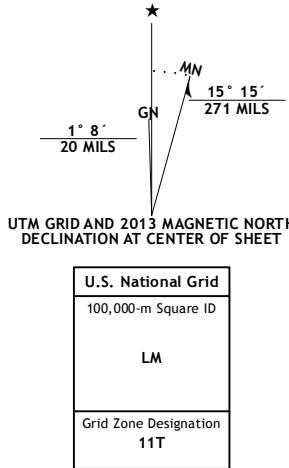 MN
GN
15° 15´
271 MILS
1° 8´
20 MILS
UTM GRID AND 2013 MAGNETIC NORTH
DECLINATION AT CENTER OF SHEET
U.S. National Grid
100,000-m Square ID
LM
Grid Zone Designation
11T